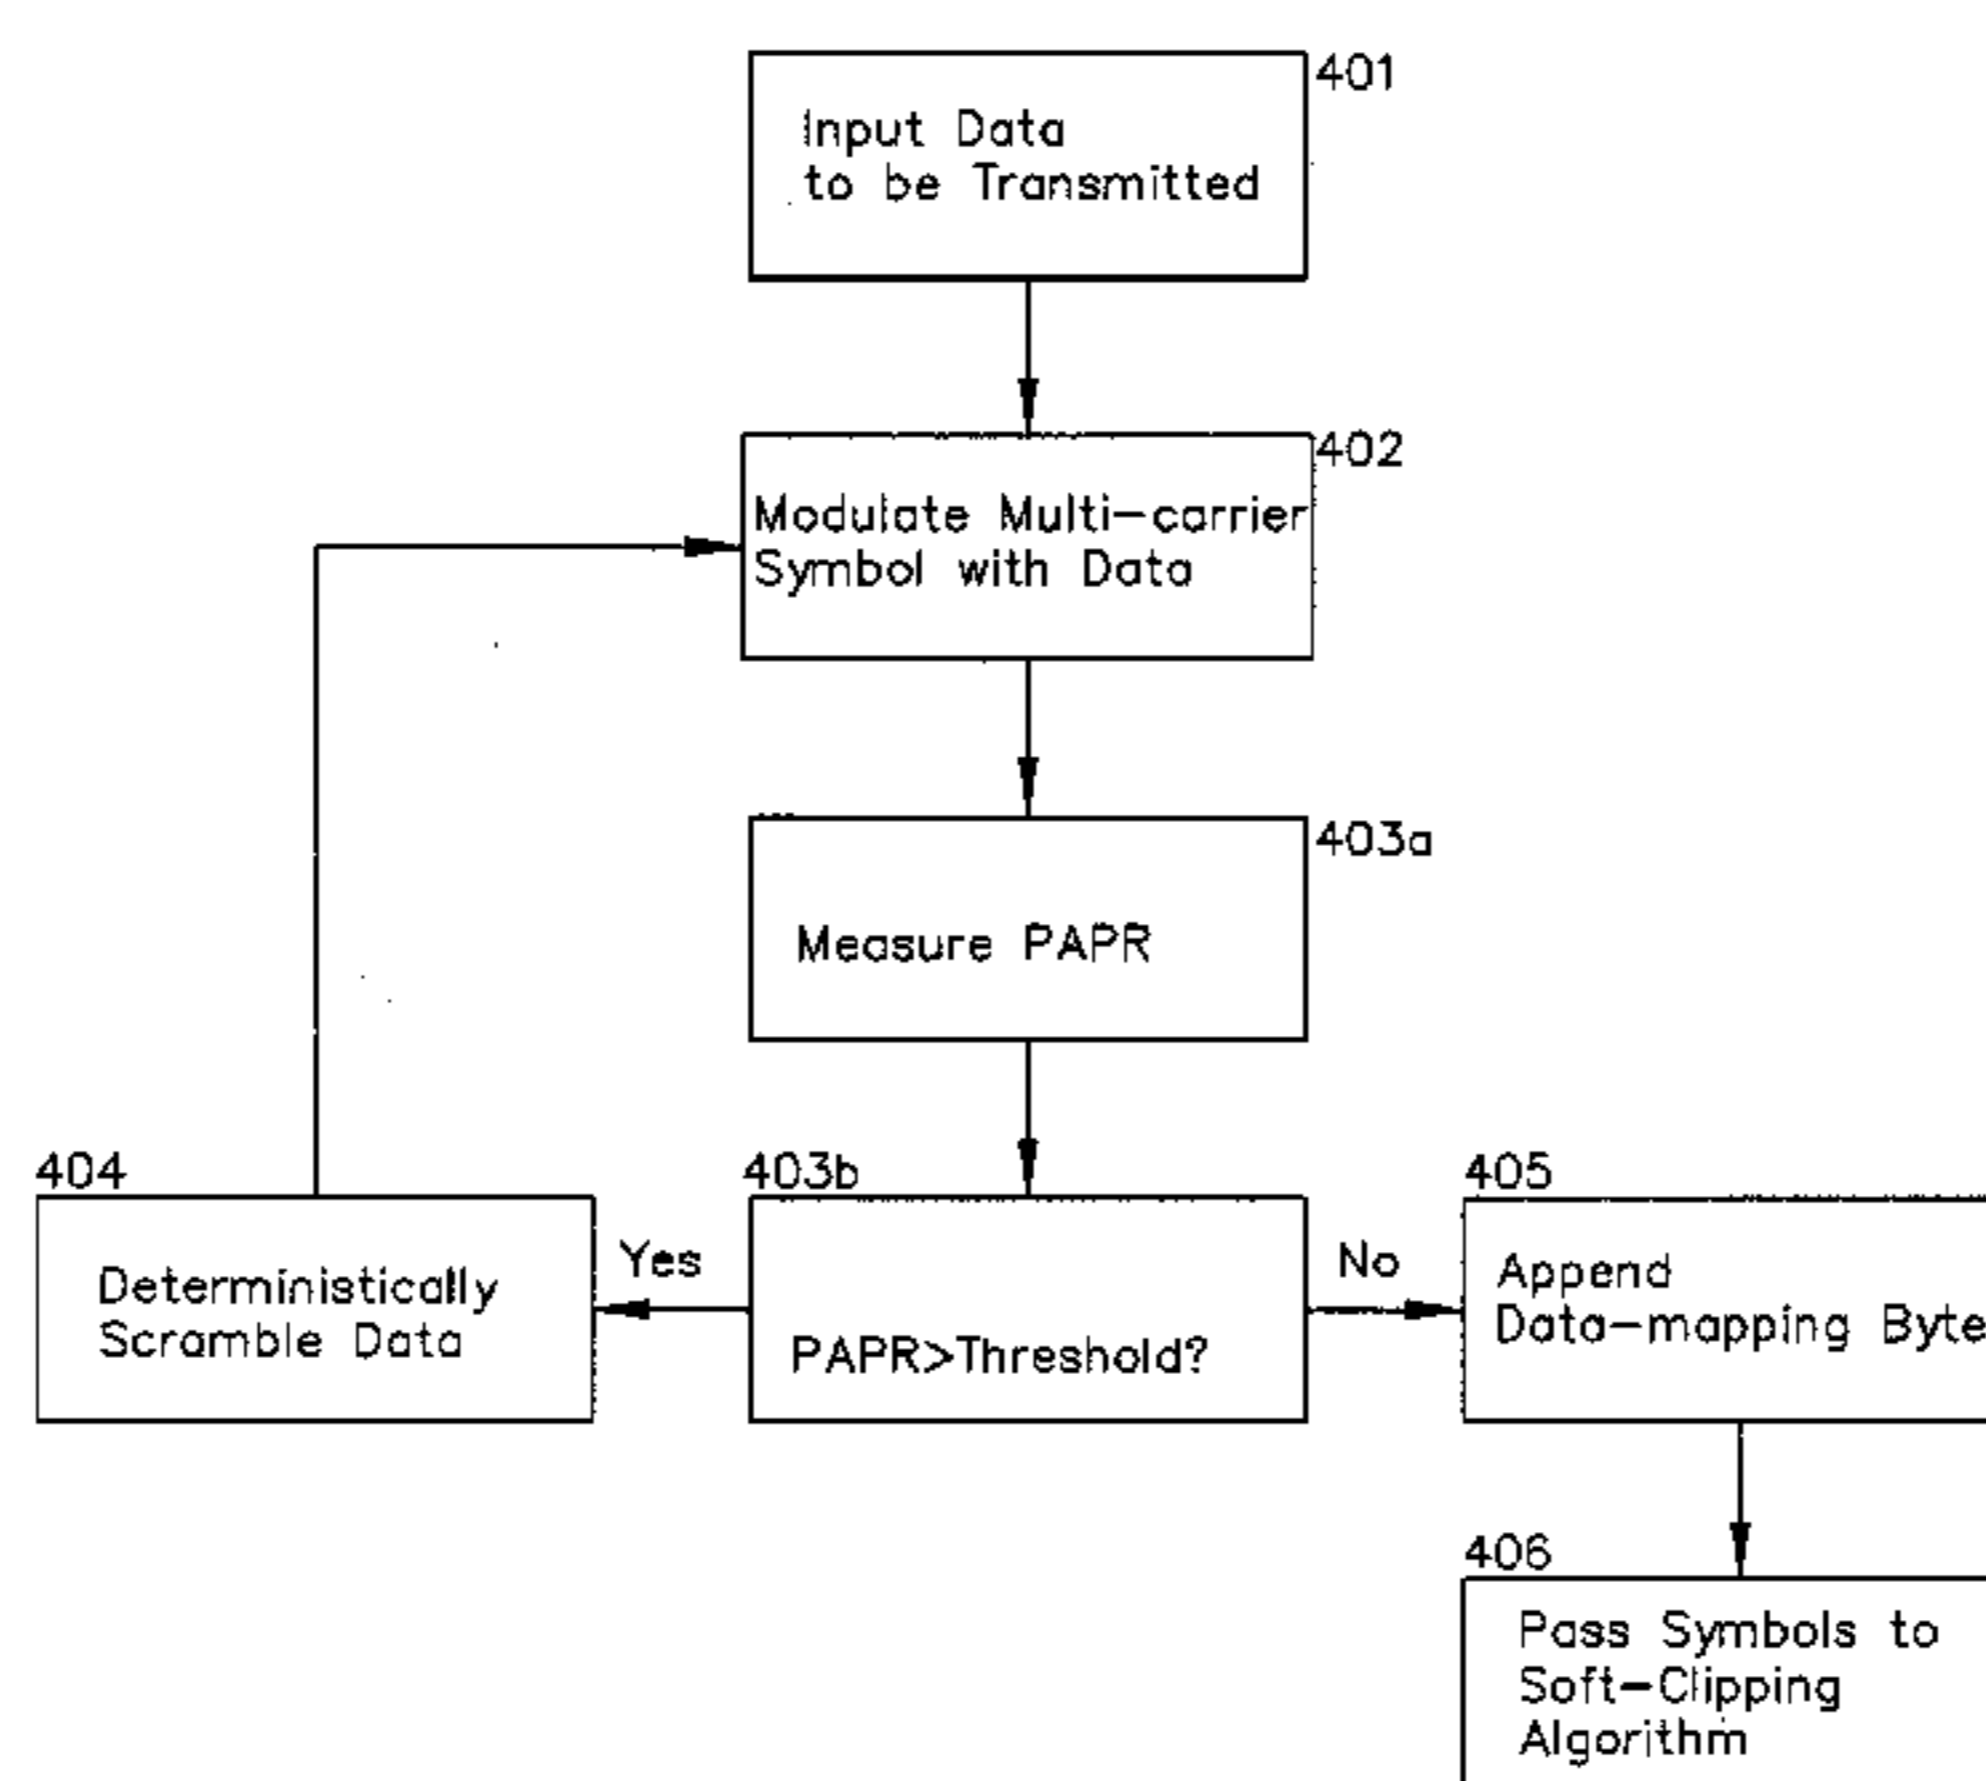 401
Input Data
to be Transmitted
402
Modulate Multi-carrier
Symbol with Data
403a
Measure PAPR
404
Deterministically
Scramble Data
Yes
403b
PAPR>Threshold?
No
405
Append
Data-mapping Byte
406
Pass Symbols to
Soft-Clipping
Algorithm